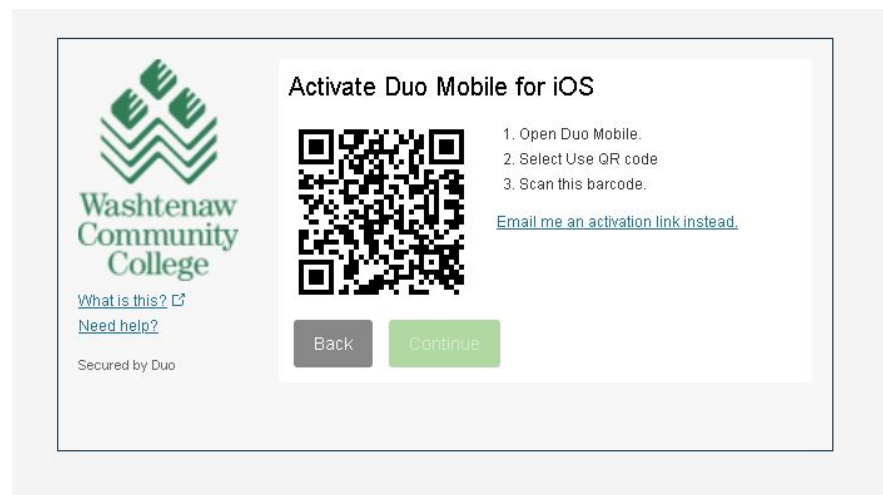 Washtenaw
Community
College
What is this?
Need help?
Secured by Duo
Activate Duo Mobile for iOS
1. Open Duo Mobile.
2. Select Use QR code
3. Scan this barcode.
Email me an activation link instead.
Back
Continue